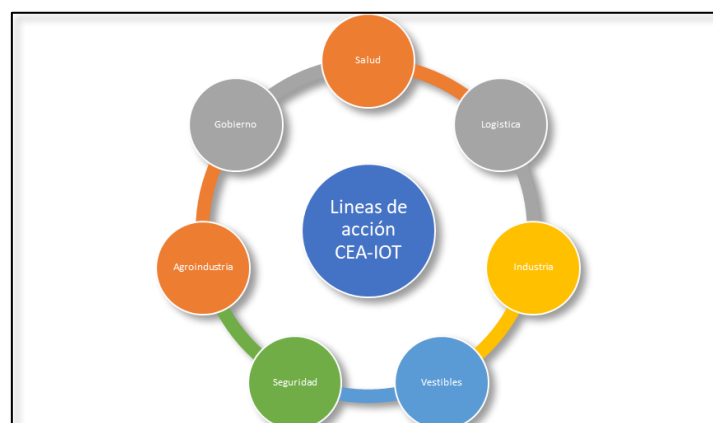 Salud
Gobierno
Logistica
Lineas de
acción
CEA-IOT
Agroindustria
Industria
Seguridad
Vestibles